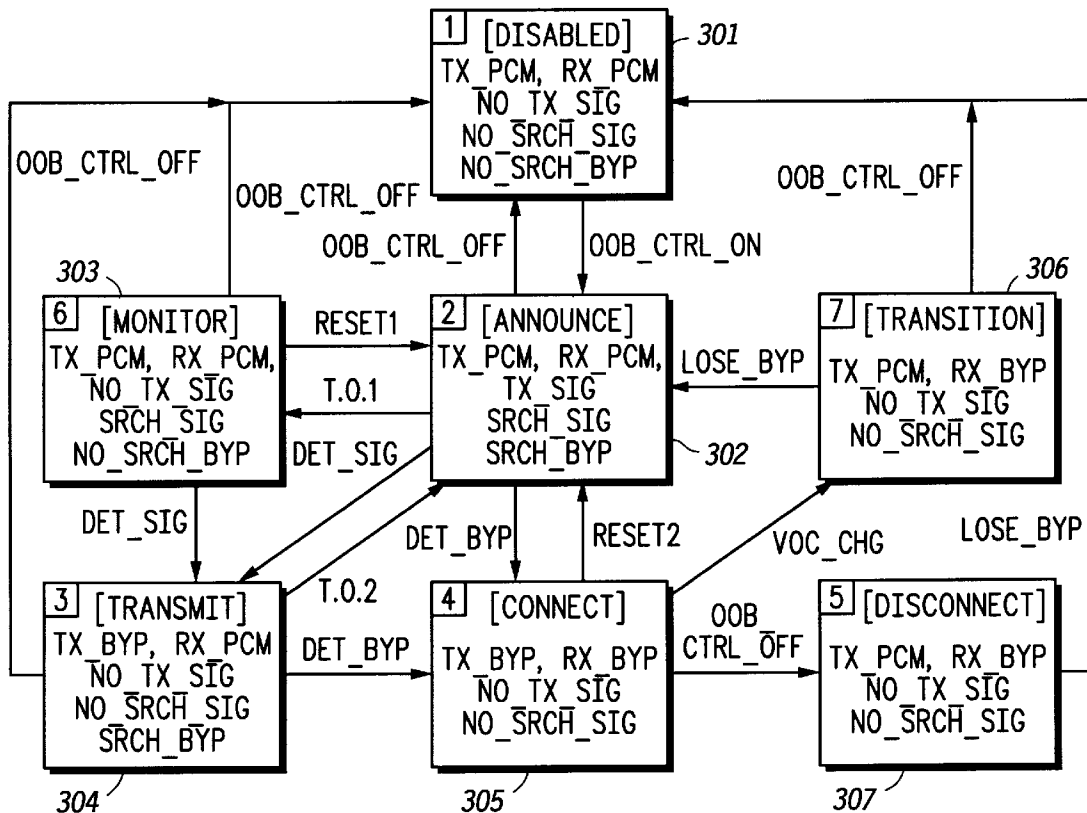 1 [DISABLED]
TX_PCM, RX_PCM
NO_TX_SIG
NO_SRCH_SIG
NO_SRCH_BYP
301
OOB_CTRL_OFF
OOB_CTRL_OFF
OOB_CTRL_OFF
OOB_CTRL_ON
OOB_CTRL_OFF
303
6 [MONITOR]
TX_PCM, RX_PCM,
NO_TX_SIG
SRCH_SIG
NO_SRCH_BYP
RESET1
T.O.1
DET_SIG
2 [ANNOUNCE]
TX_PCM, RX_PCM,
TX_SIG
SRCH_SIG
SRCH_BYP
302
LOSE_BYP
306
7 [TRANSITION]
TX_PCM, RX_BYP
NO_TX_SIG
NO_SRCH_SIG
DET_SIG
T.O.2
DET_BYP
RESET2
VOC_CHG
LOSE_BYP
3 [TRANSMIT]
TX_BYP, RX_PCM
NO_TX_SIG
NO_SRCH_SIG
SRCH_BYP
304
DET_BYP
4 [CONNECT]
TX_BYP, RX_BYP
NO_TX_SIG
NO_SRCH_SIG
305
OOB_
CTRL_OFF
5 [DISCONNECT]
TX_PCM, RX_BYP
NO_TX_SIG
NO_SRCH_SIG
307